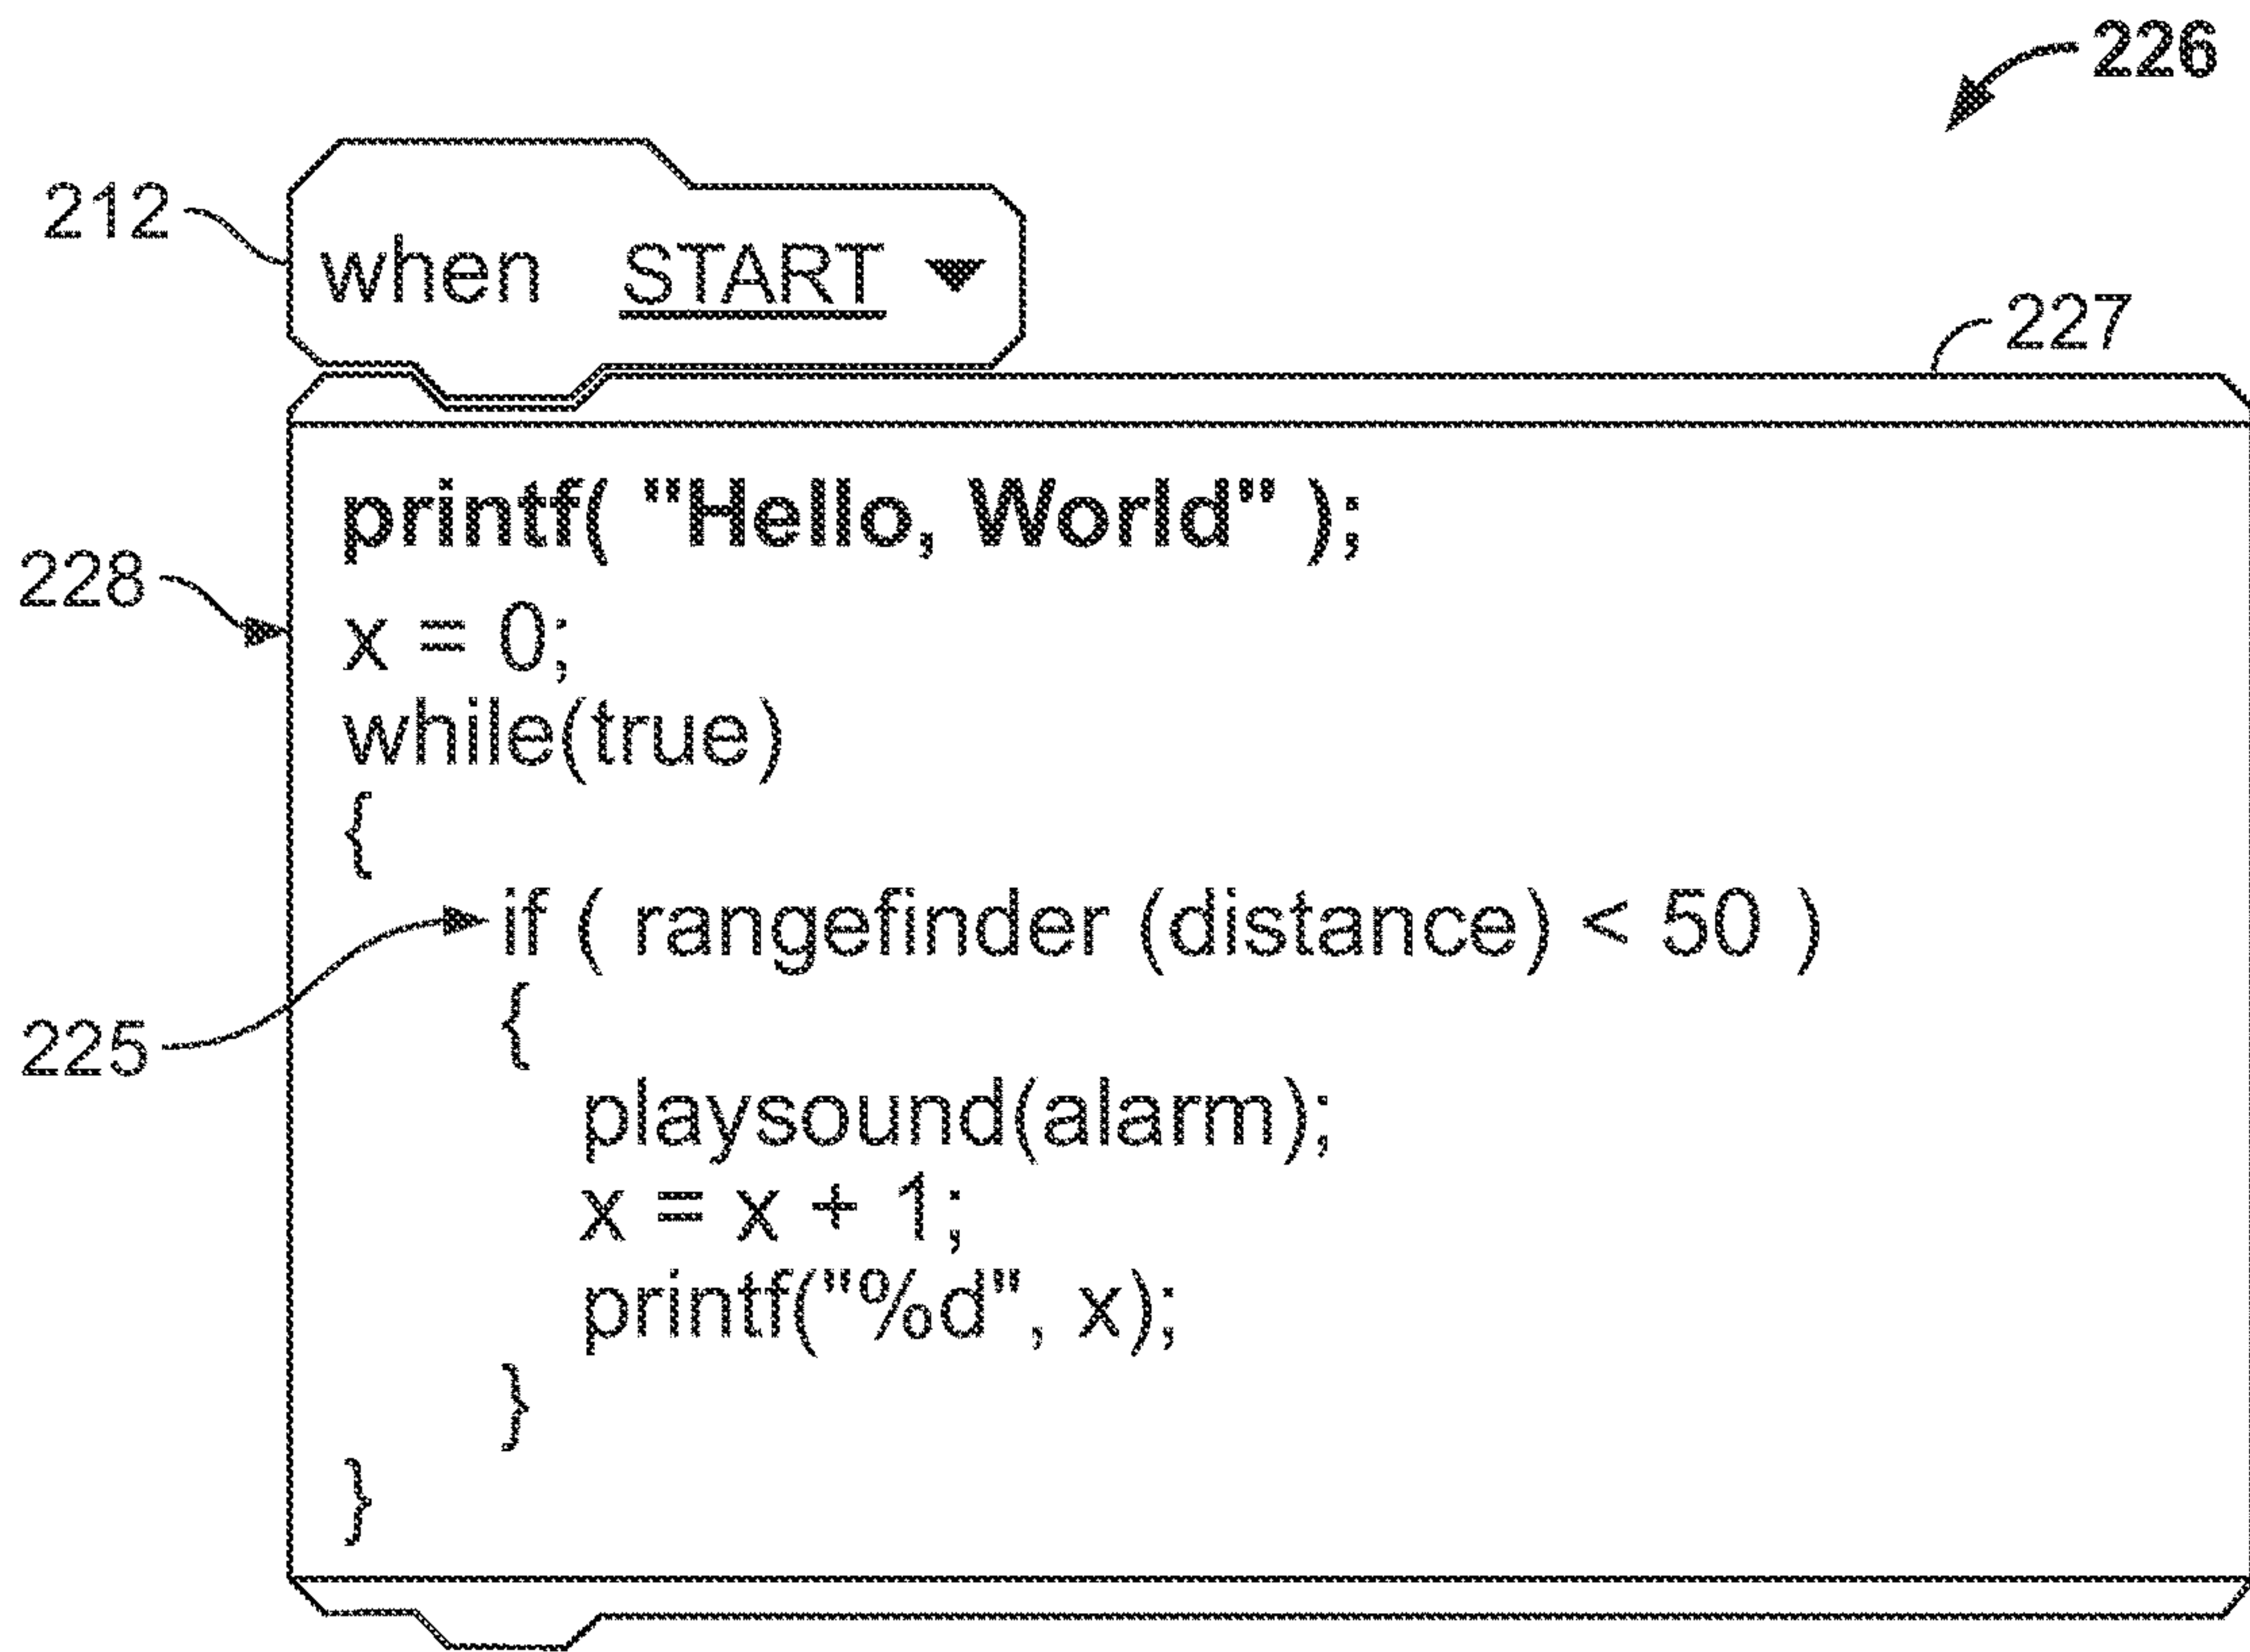 226
212
when START
227
printf( "Hello, World" );
228
x = 0;
while(true)
{
if ( rangefinder (distance) < 50 )
225
{
playsound(alarm);
x = x + 1;
printf("%d", x);
}
}